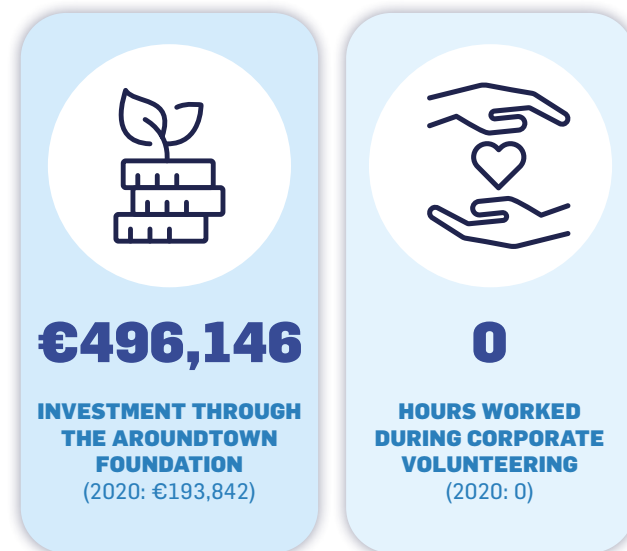 €496,146
INVESTMENT THROUGH
THE AROUNDTOWN
FOUNDATION
(2020: €193,842)
0
HOURS WORKED
DURING CORPORATE
VOLUNTEERING
(2020: 0)